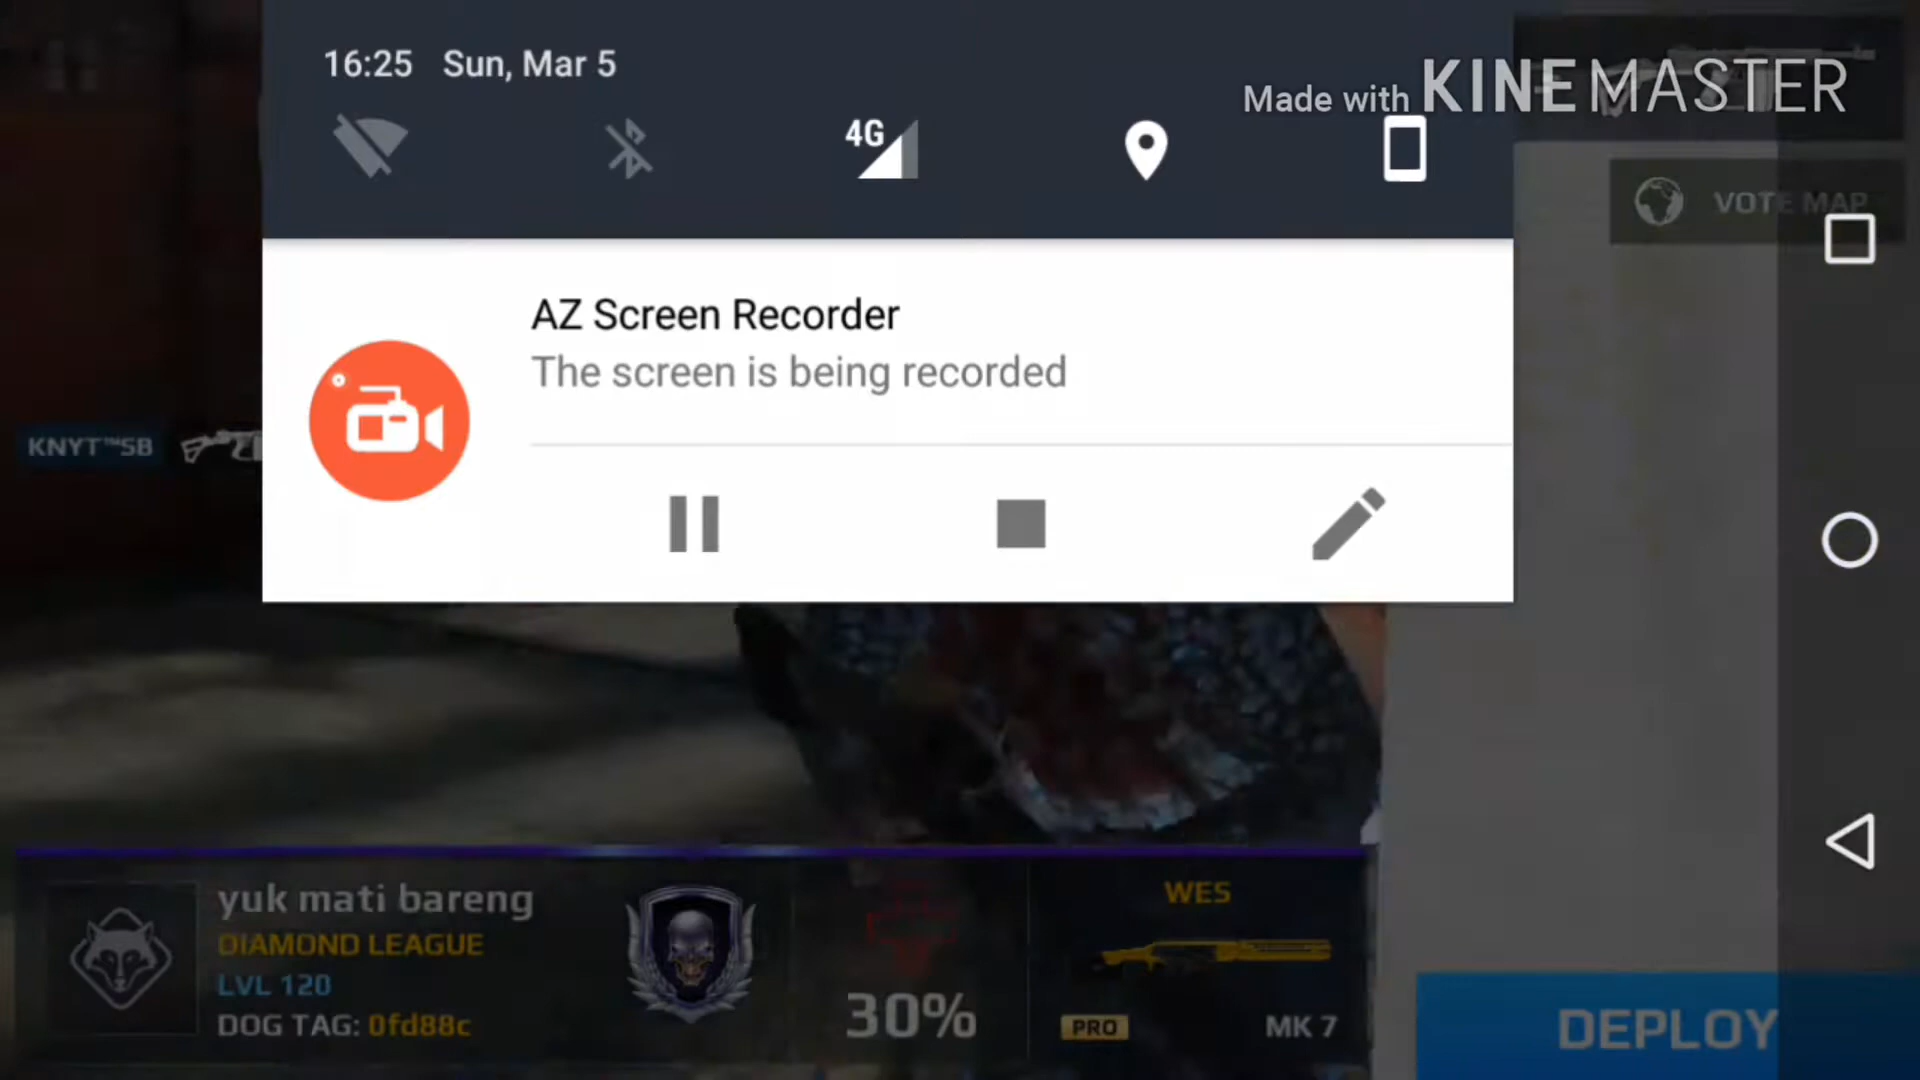 16:25 Sun, Mar 5
Made with KINEMASTER
4G
VOTE MAP
AZ Screen Recorder
The screen is being recorded
KNYT™SB
yuk mati bareng
DIAMOND LEAGUE
LVL 120
DOG TAG: 0fd88c
30%
WES
PRO
MK 7
DEPLOY